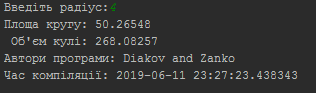 Введіть радіус:4
Площа кругу: 50.26548
Об'єм кулі: 268.08257
Автори програми: Diakov and Zanko
Час компіляції: 2019-06-11 23:27:23.438343